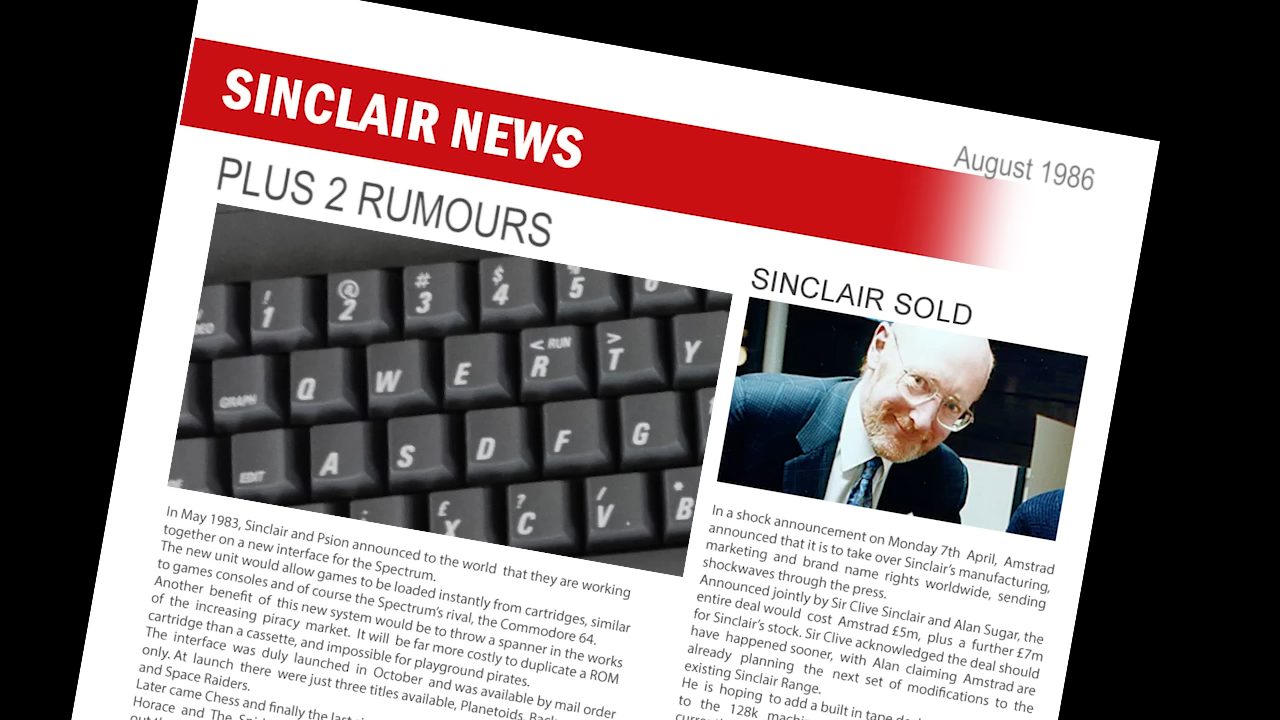 SINCLAIR NEWS
August 1986
PLUS 2 RUMOURS
1
@ 2
# 3
$ 4
5
GRAPH
Q
W
E
< RUN R
> T
Y
EDIT
A
S
D
F
G
£ X
? C
/ V
* B
In May 1983, Sinclair and Psion announced to the world that they are working
together on a new interface for the Spectrum.
The new unit would allow games to be loaded instantly from cartridges, similar
to games consoles and of course the Spectrum's rival, the Commodore 64.
Another benefit of this new system would be to throw a spanner in the works
of the increasing piracy market. It will be far more costly to duplicate a ROM
cartridge than a cassette, and impossible for playground pirates.
The interface was duly launched in October and was available by mail order
only. At launch there were just three titles available, Planetoids,
and Space Raiders.
Later came Chess and finally the
Horace and The
SINCLAIR SOLD
In a shock announcement on Monday 7th April, Amstrad
announced that it is to take over Sinclair's manufacturing,
marketing and brand name rights worldwide, sending
shockwaves through the press.
Announced jointly by Sir Clive Sinclair and Alan Sugar, the
entire deal would cost Amstrad £5m, plus a further £7m
for Sinclair's stock. Sir Clive acknowledged the deal should
have happened sooner, with Alan claiming Amstrad are
already planning the next set of modifications to the
existing Sinclair Range.
He is hoping to add a built in tape
to the 128k